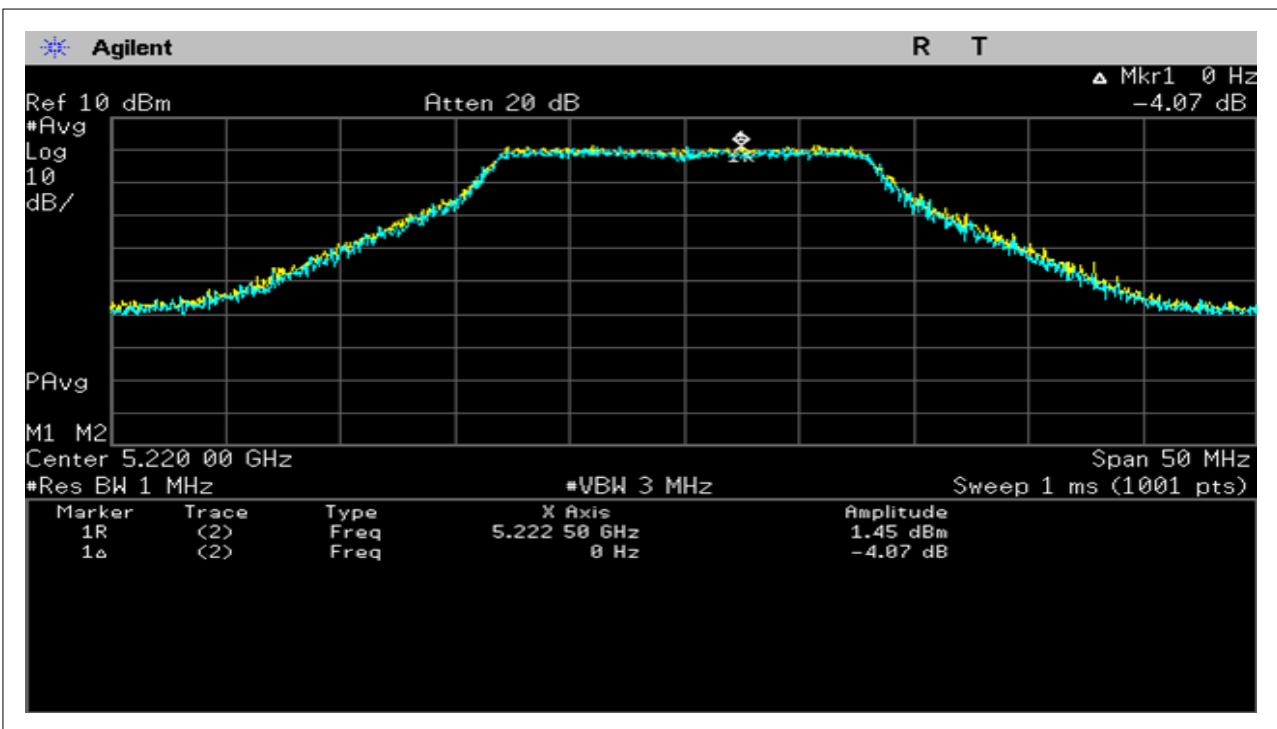 Agilent R T
Δ Mkr1 0 Hz
Ref 10 dBm Atten 20 dB -4.07 dB
#Avg
Log
10
dB/
1R
PAvg
M1 M2
Center 5.220 00 GHz Span 50 MHz
#Res BW 1 MHz #VBW 3 MHz Sweep 1 ms (1001 pts)
Marker Trace Type X Axis Amplitude
1R (2) Freq 5.222 50 GHz 1.45 dBm
1Δ (2) Freq 0 Hz -4.07 dB